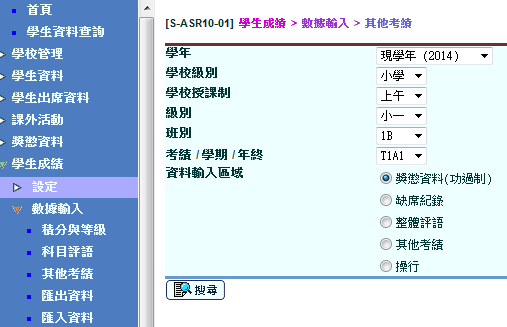 首頁
學生資料查詢
學校管理
學生資料
學生出席資料
課外活動
獎懲資料
學生成績
設定
數據輸入
積分與等級
科目評語
其他考績
匯出資料
匯入資料
[S-ASR10-01] 學生成績 > 數據輸入 > 其他考績
學年 現學年 (2014)
學校級別 小學
學校授課制 上午
級別 小一
班別 1B
考績 / 學期 / 年終 T1A1
資料輸入區域 獎懲資料(功過制)
缺席紀錄
整體評語
其他考績
操行
搜尋